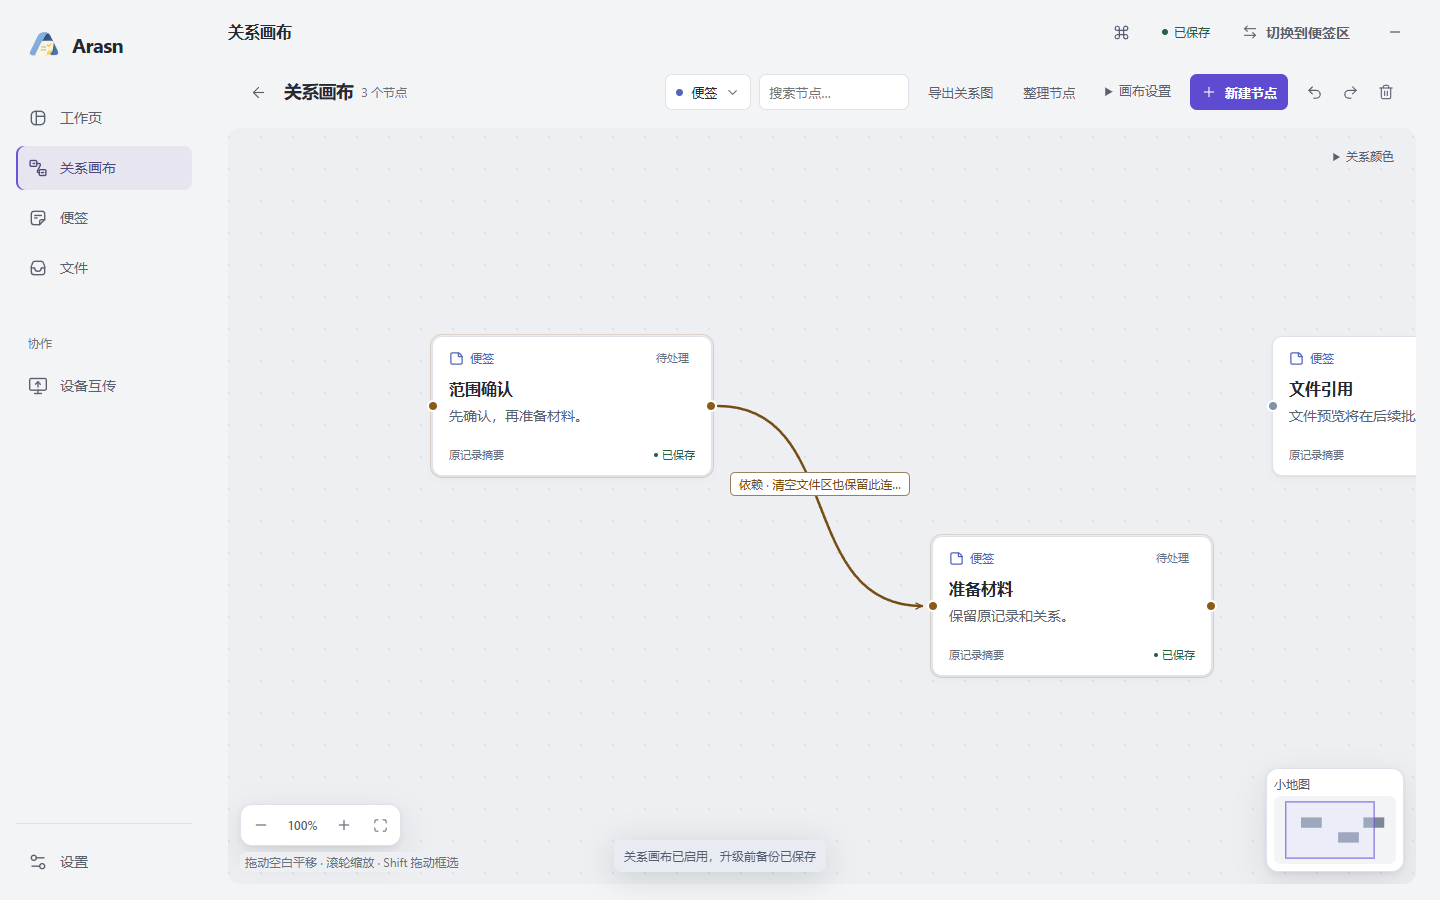 Arasn
工作页
关系画布
便签
文件
协作
设备互传
设置
关系画布
已保存
切换到便签区
关系画布 3 个节点
便签
搜索节点...
导出关系图
整理节点
画布设置
新建节点
关系颜色
便签 待处理
范围确认
先确认，再准备材料。
原记录摘要 已保存
依赖 · 清空文件区也保留此连...
便签 待处理
准备材料
保留原记录和关系。
原记录摘要 已保存
便签
文件引用
文件预览将在后续批
原记录摘要
100%
拖动空白平移 · 滚轮缩放 · Shift 拖动框选
关系画布已启用，升级前备份已保存
小地图